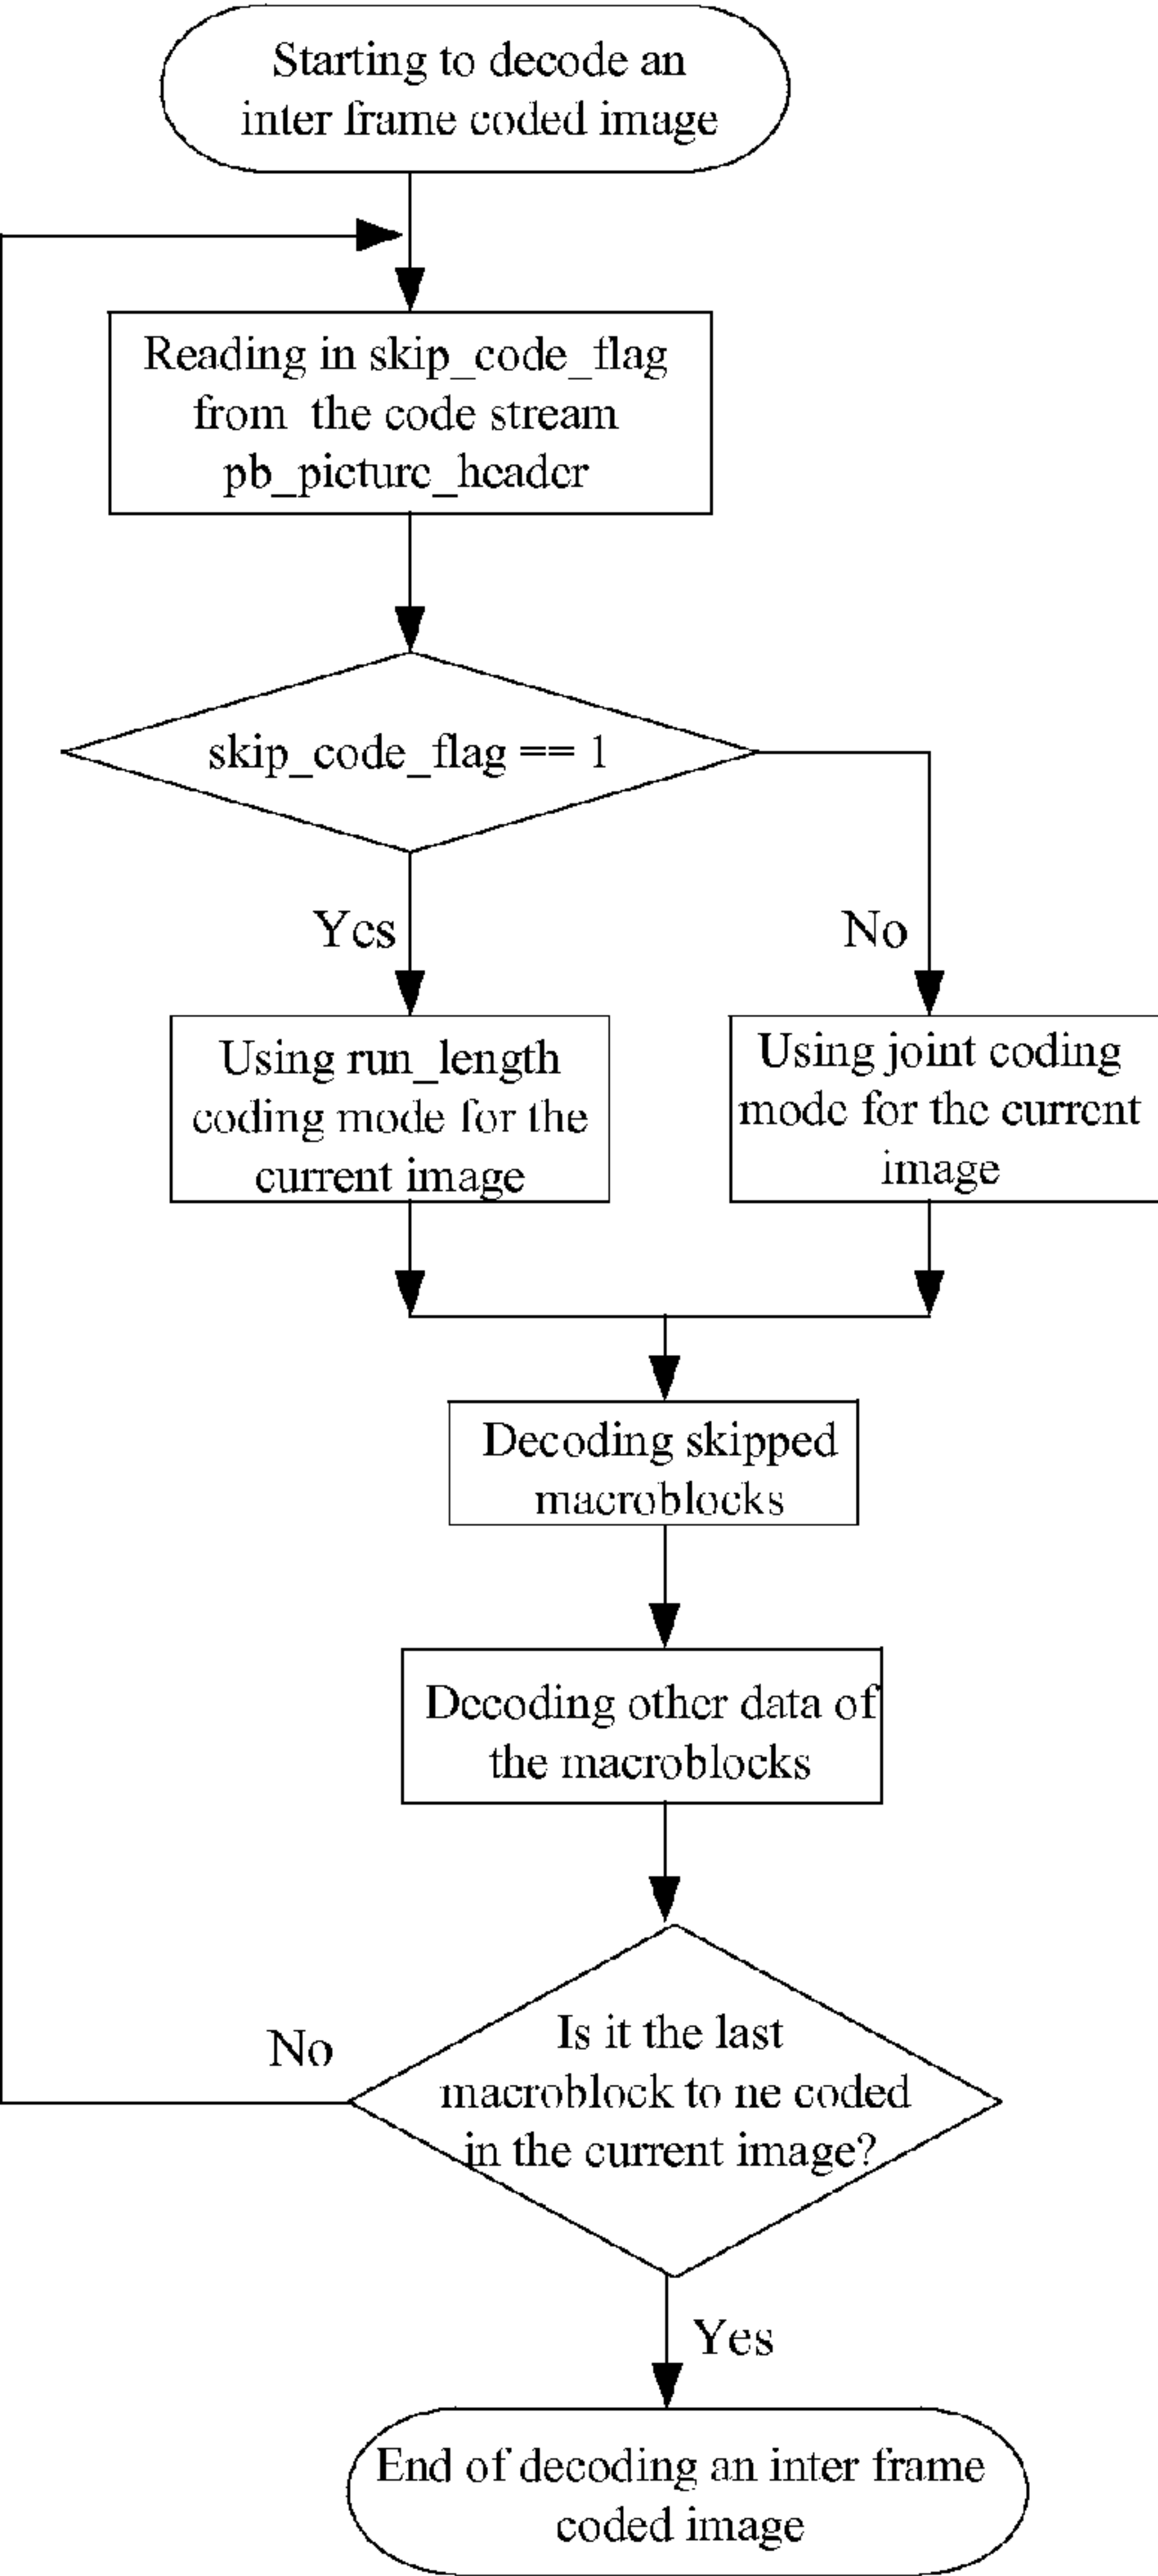 Starting to decode an
inter frame coded image
Reading in skip_code_flag
from the code stream
pb_picture_header
skip_code_flag == 1
Yes
No
Using run_length
coding mode for the
current image
Using joint coding
mode for the current
image
Decoding skipped
macroblocks
Decoding other data of
the macroblocks
Is it the last
macroblock to ne coded
in the current image?
No
Yes
End of decoding an inter frame
coded image